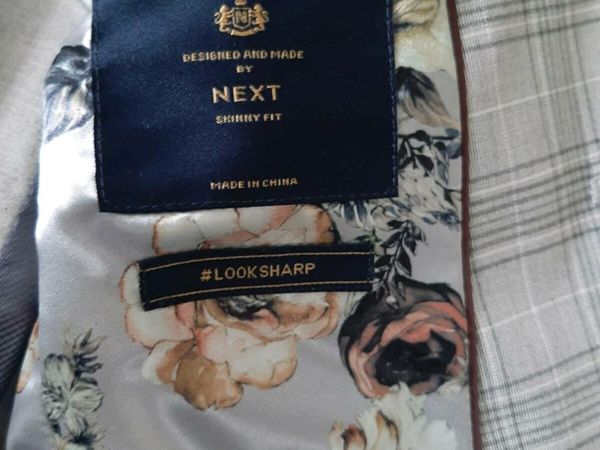 N
DESIGNED AND MADE
BY
NEXT
SKINNY FIT
MADE IN CHINA
#LOOKSHARP